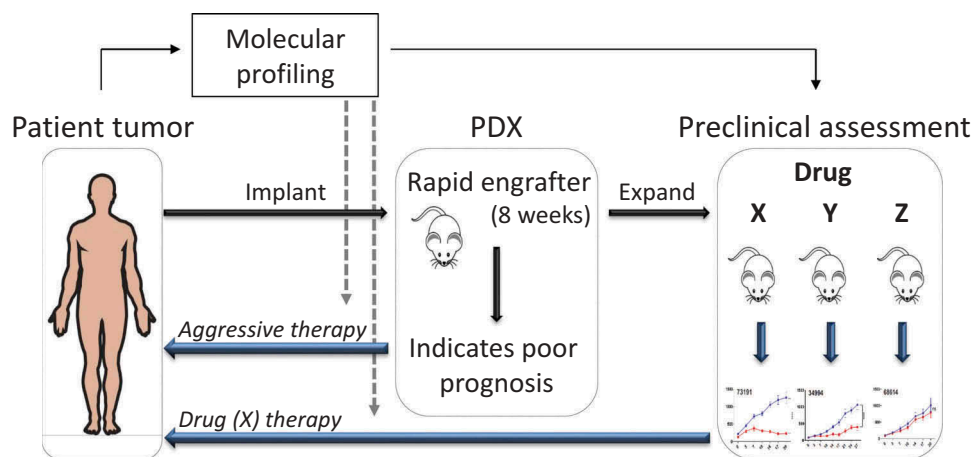 Molecular
profiling
Patient tumor
PDX
Preclinical assessment
Implant
Rapid engrafter
(8 weeks)
Expand
Drug
X Y Z
Aggressive therapy
Indicates poor
prognosis
Drug (X) therapy
73191
34994
68614